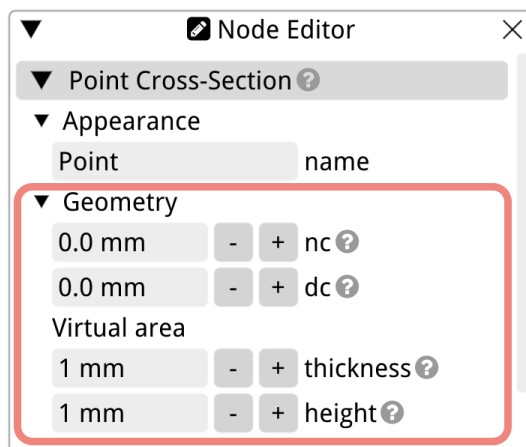 Node Editor
Point Cross-Section ?
Appearance
Point name
Geometry
0.0 mm - + nc ?
0.0 mm - + dc ?
Virtual area
1 mm - + thickness ?
1 mm - + height ?